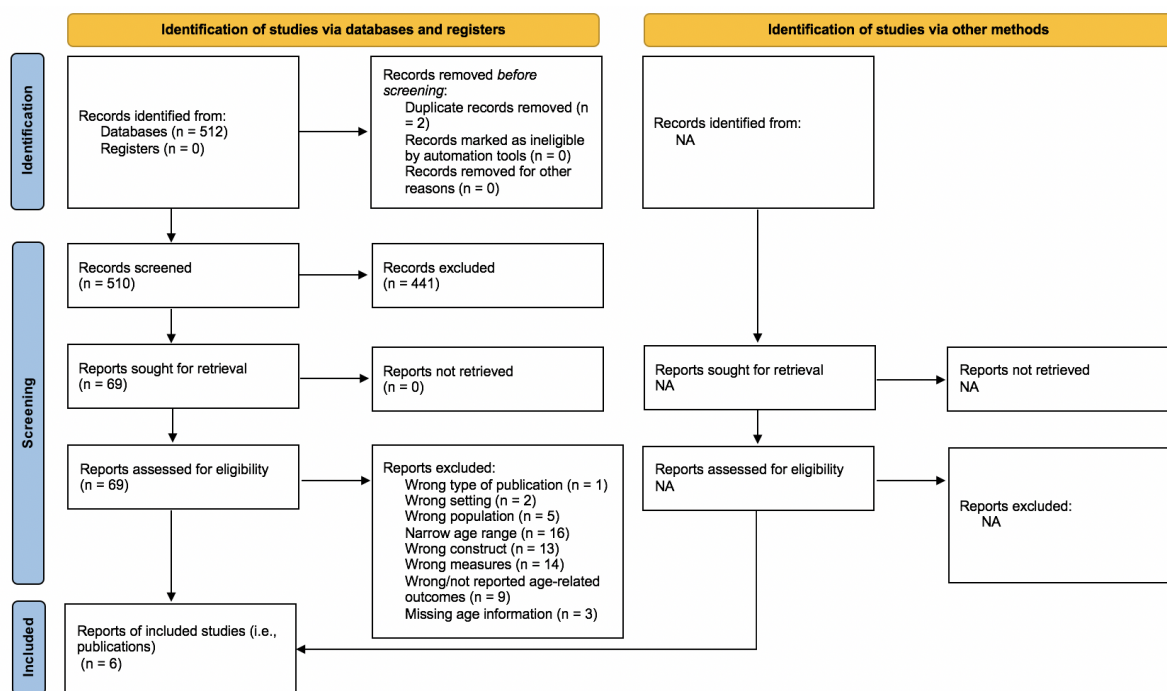 Identification of studies via databases and registers
Identification of studies via other methods
Identification
Records identified from:
Databases (n = 512)
Registers (n = 0)
Records removed before
screening:
Duplicate records removed (n
= 2)
Records marked as ineligible
by automation tools (n = 0)
Records removed for other
reasons (n = 0)
Records identified from:
NA
Screening
Records screened
(n = 510)
Records excluded
(n = 441)
Reports sought for retrieval
(n = 69)
Reports not retrieved
(n = 0)
Reports sought for retrieval
NA
Reports not retrieved
NA
Reports assessed for eligibility
(n = 69)
Reports excluded:
Wrong type of publication (n = 1)
Wrong setting (n = 2)
Wrong population (n = 5)
Narrow age range (n = 16)
Wrong construct (n = 13)
Wrong measures (n = 14)
Wrong/not reported age-related
outcomes (n = 9)
Missing age information (n = 3)
Reports assessed for eligibility
NA
Reports excluded:
NA
Included
Reports of included studies (i.e.,
publications)
(n = 6)